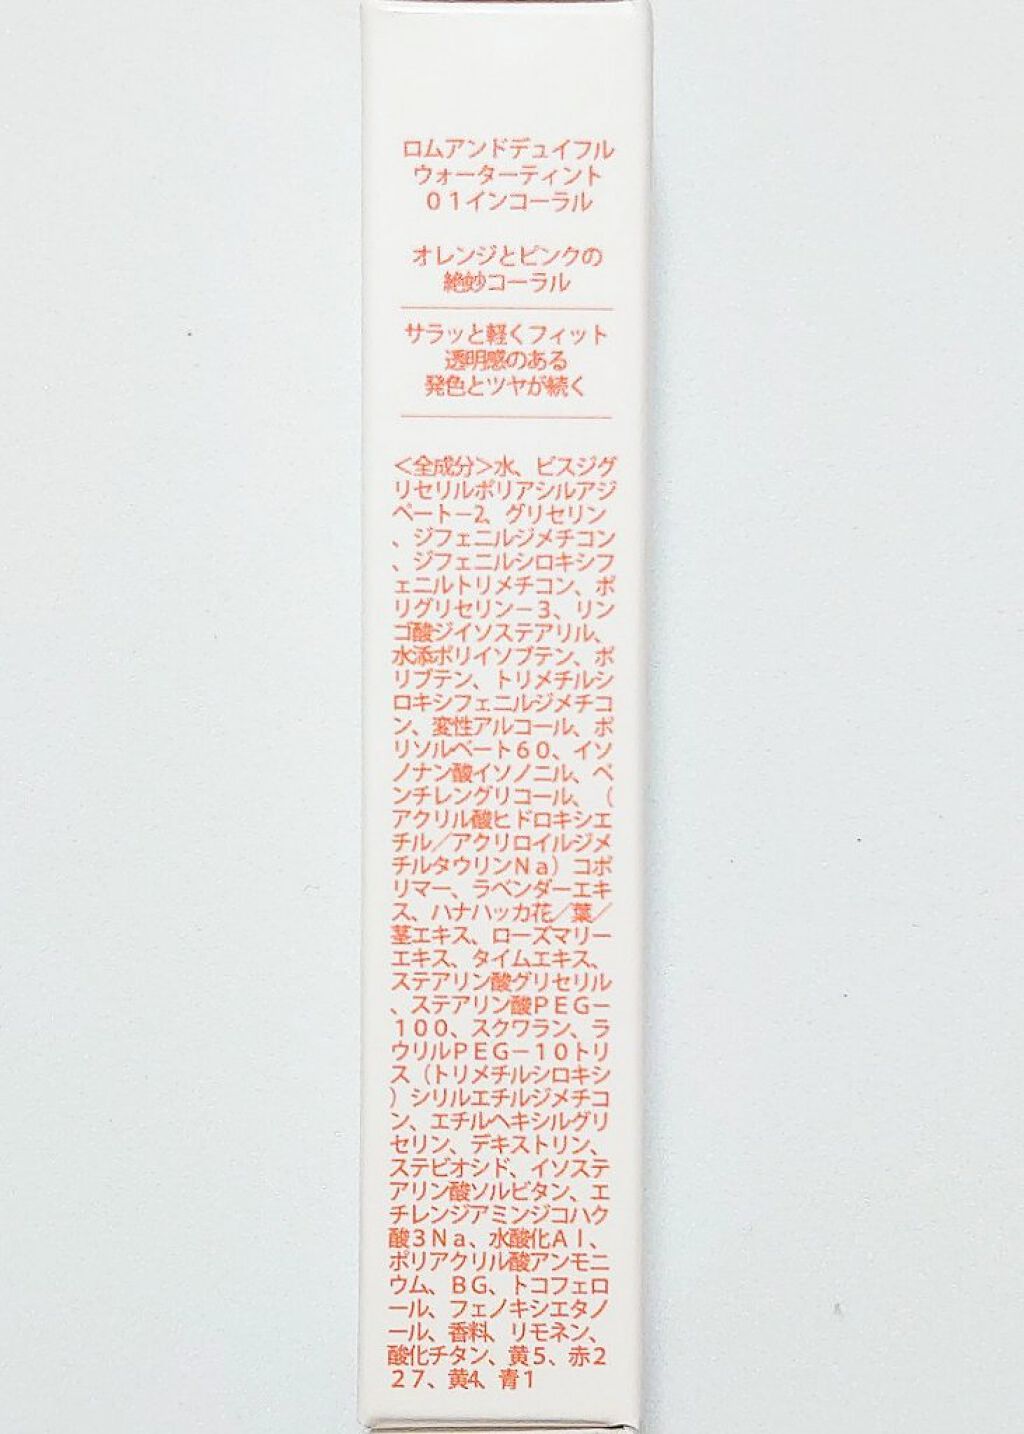 ロムアンドデュイフル
ウォーターティント
０１インコーラル
オレンジとピンクの
絶妙コーラル
サラッと軽くフィット
透明感のある
発色とツヤが続く
＜全成分＞水、ビスジグ
リセリルポリアシルアジ
ペートー2、グリセリン
、ジフェニルジメチコン
、ジフェニルシロキシフ
ェニルトリメチコン、ポ
リグリセリン－３、リン
ゴ酸ジイソステアリル、
水添ポリイソブテン、ポ
リブテン、トリメチルシ
ロキシフェニルジメチコ
ン、変性アルコール、ポ
リソルベート６０、イソ
ノナン酸イソノニル、ペ
ンチレングリコール、（
アクリル酸ヒドロキシエ
チル／アクリロイルジメ
チルタウリンＮａ）コポ
リマー、ラベンダーエキ
ス、ハナハッカ花／葉／
茎エキス、ローズマリー
エキス、タイムエキス、
ステアリン酸グリセリル
、ステアリン酸ＰＥＧ－
１００、スクワラン、ラ
ウリルＰＥＧ－１０トリ
ス（トリメチルシロキシ
）シリルエチルジメチコ
ン、エチルヘキシルグリ
セリン、デキストリン、
ステビオシド、イソステ
アリン酸ソルビタン、エ
チレンジアミンジコハク
酸３Ｎａ、水酸化Ａｌ、
ポリアクリル酸アンモニ
ウム、ＢＧ、トコフェロ
ール、フェノキシエタノ
ール、香料、リモネン、
酸化チタン、黄５、赤２
２７、黄4、青１